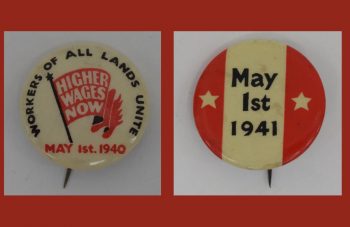 WORKERS OF ALL LANDS UNITE
HIGHER
WAGES
NOW
MAY 1st. 1940
May
1st
1941